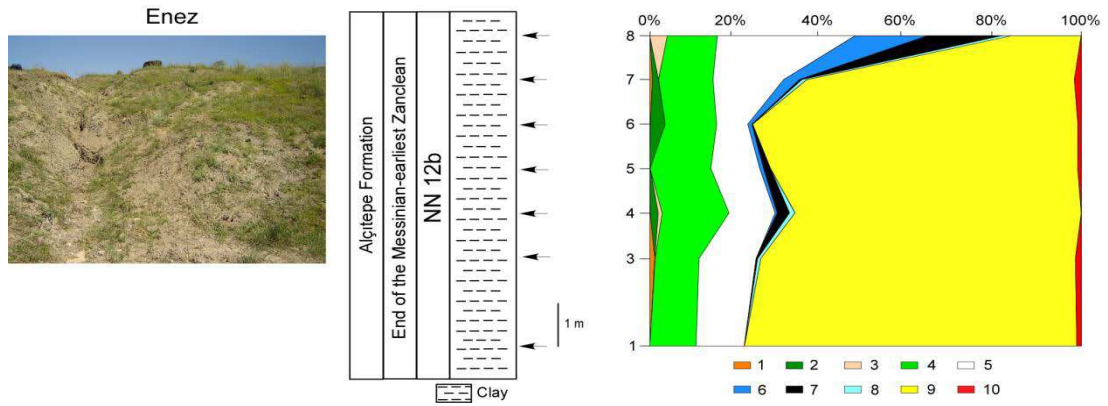 Enez
Alçıtepe Formation
End of the Messinian-earliest Zanclean
NN 12b
1 m
Clay
0% 20% 40% 60% 80% 100%
8
7
6
5
4
3
1
1 2 3 4 5
6 7 8 9 10